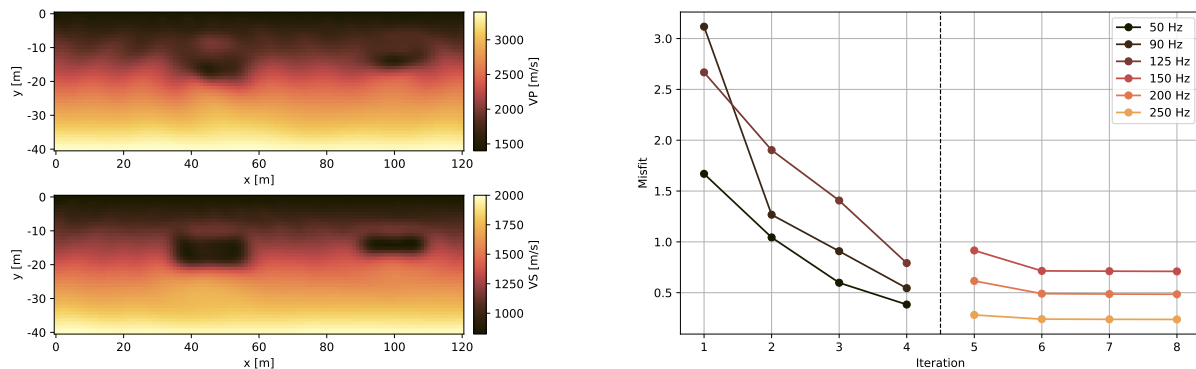 0
-10
-20
-30
-40
y [m]
0 20 40 60 80 100 120
x [m]
3000
2500
2000
1500
VP [m/s]
0
-10
-20
-30
-40
y [m]
0 20 40 60 80 100 120
x [m]
2000
1750
1500
1250
1000
VS [m/s]
3.0
2.5
2.0
1.5
1.0
0.5
Misfit
1 2 3 4 5 6 7 8
Iteration
50 Hz
90 Hz
125 Hz
150 Hz
200 Hz
250 Hz